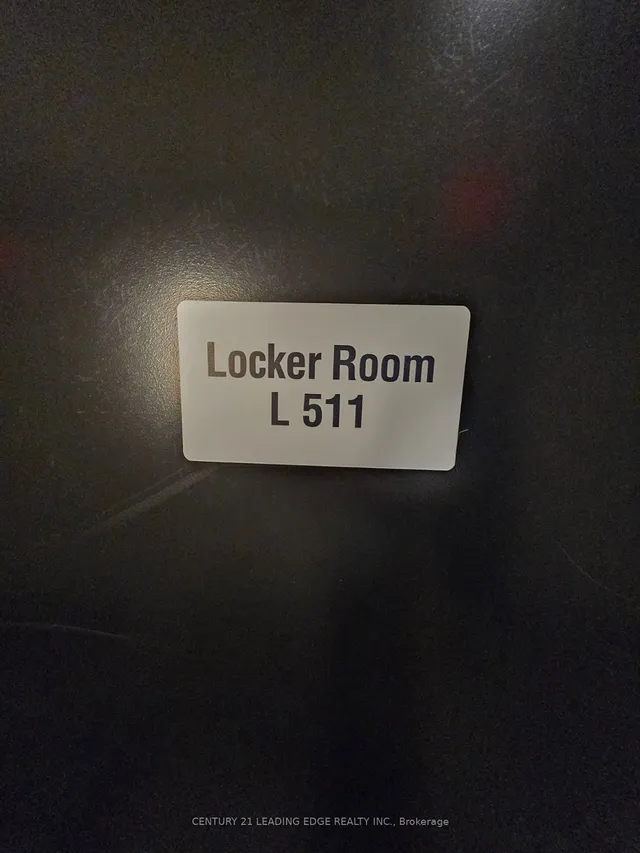 Locker Room
L 511
CENTURY 21 LEADING EDGE REALTY INC., Brokerage